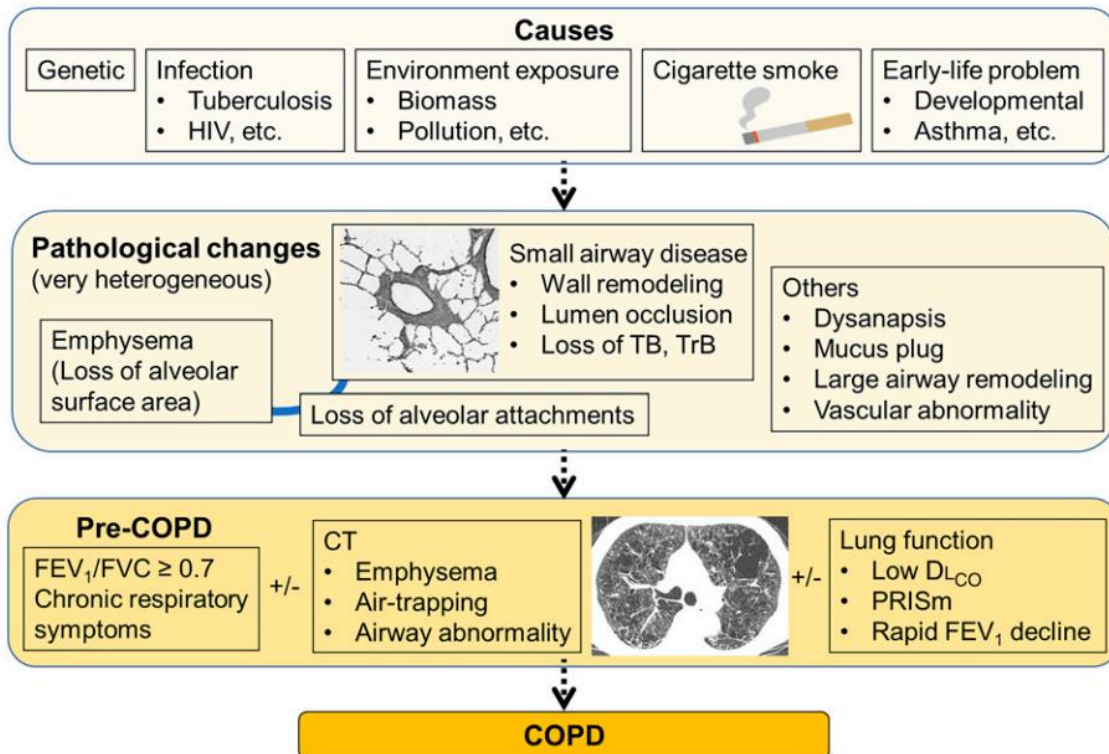 Causes
Genetic
Infection
• Tuberculosis
• HIV, etc.
Environment exposure
• Biomass
• Pollution, etc.
Cigarette smoke
Early-life problem
• Developmental
• Asthma, etc.
Pathological changes
(very heterogeneous)
Emphysema
(Loss of alveolar
surface area)
Loss of alveolar attachments
Small airway disease
• Wall remodeling
• Lumen occlusion
• Loss of TB, TrB
Others
• Dysanapsis
• Mucus plug
• Large airway remodeling
• Vascular abnormality
Pre-COPD
FEV₁/FVC ≥ 0.7
Chronic respiratory
symptoms
+/-
CT
• Emphysema
• Air-trapping
• Airway abnormality
+/-
Lung function
• Low DLCO
• PRISm
• Rapid FEV₁ decline
COPD